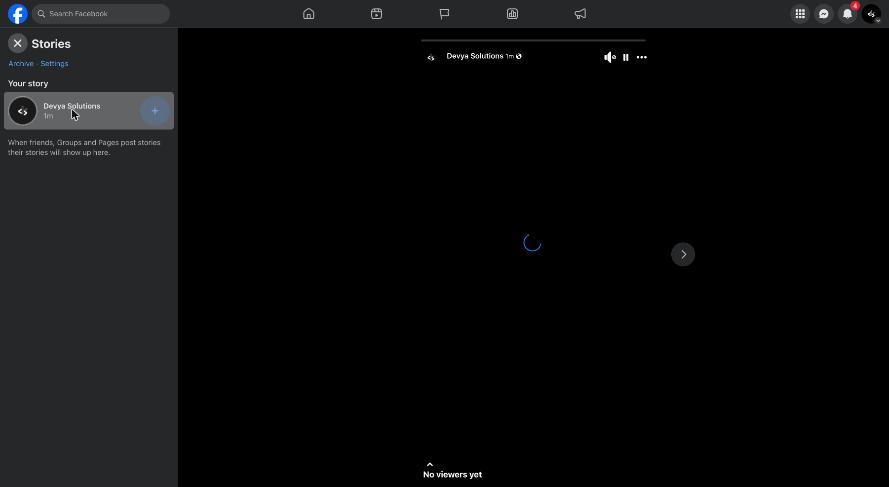 Search Facebook
4
Stories
Archive · Settings
Your story
Devya Solutions
1m
When friends, Groups and Pages post stories
their stories will show up here.
Devya Solutions 1m
No viewers yet